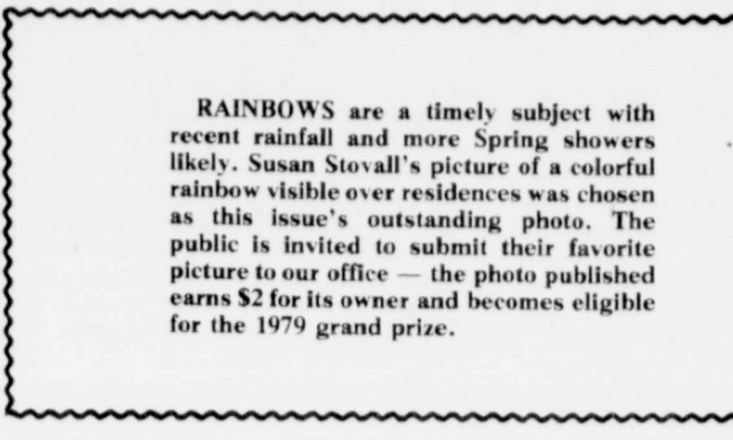 RAINBOWS are a timely subject with
recent rainfall and more Spring showers
likely. Susan Stovall's picture of a colorful
rainbow visible over residences was chosen
as this issue's outstanding photo. The
public is invited to submit their favorite
picture to our office — the photo published
earns $2 for its owner and becomes eligible
for the 1979 grand prize.